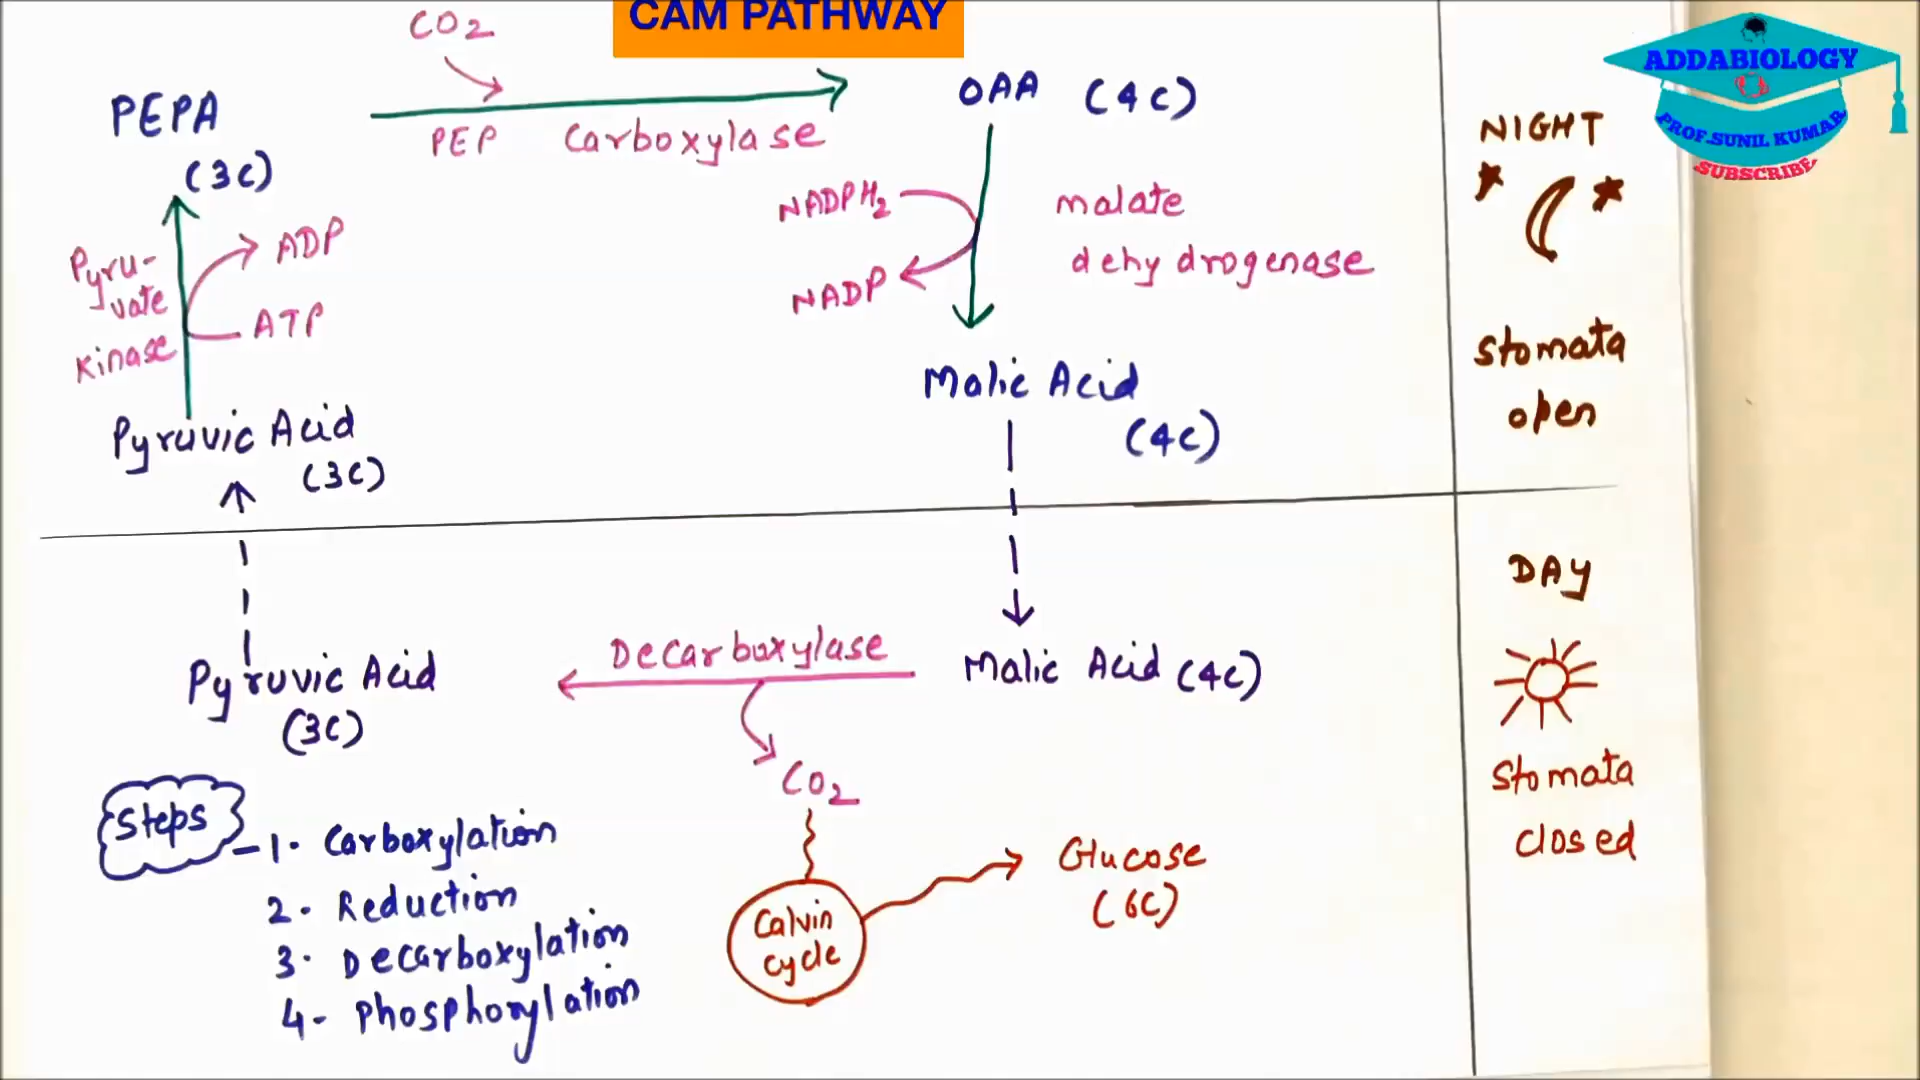 CAM PATHWAY
CO2
PEPA
(3C)
PEP Carboxylase
OAA (4C)
NADPH2
NADP
malate
dehydrogenase
Pyru-
vate
kinase
ADP
ATP
Pyruvic Acid
(3C)
Malic Acid
(4C)
NIGHT
Stomata
open
Pyruvic Acid
(3C)
Decarboxylase
Malic Acid (4C)
CO2
Calvin
cycle
Glucose
(6C)
DAY
Stomata
closed
Steps
1. Carboxylation
2. Reduction
3. Decarboxylation
4- Phosphorylation
ADDABIOLOGY
PROF.SUNIL KUMAR
SUBSCRIBE